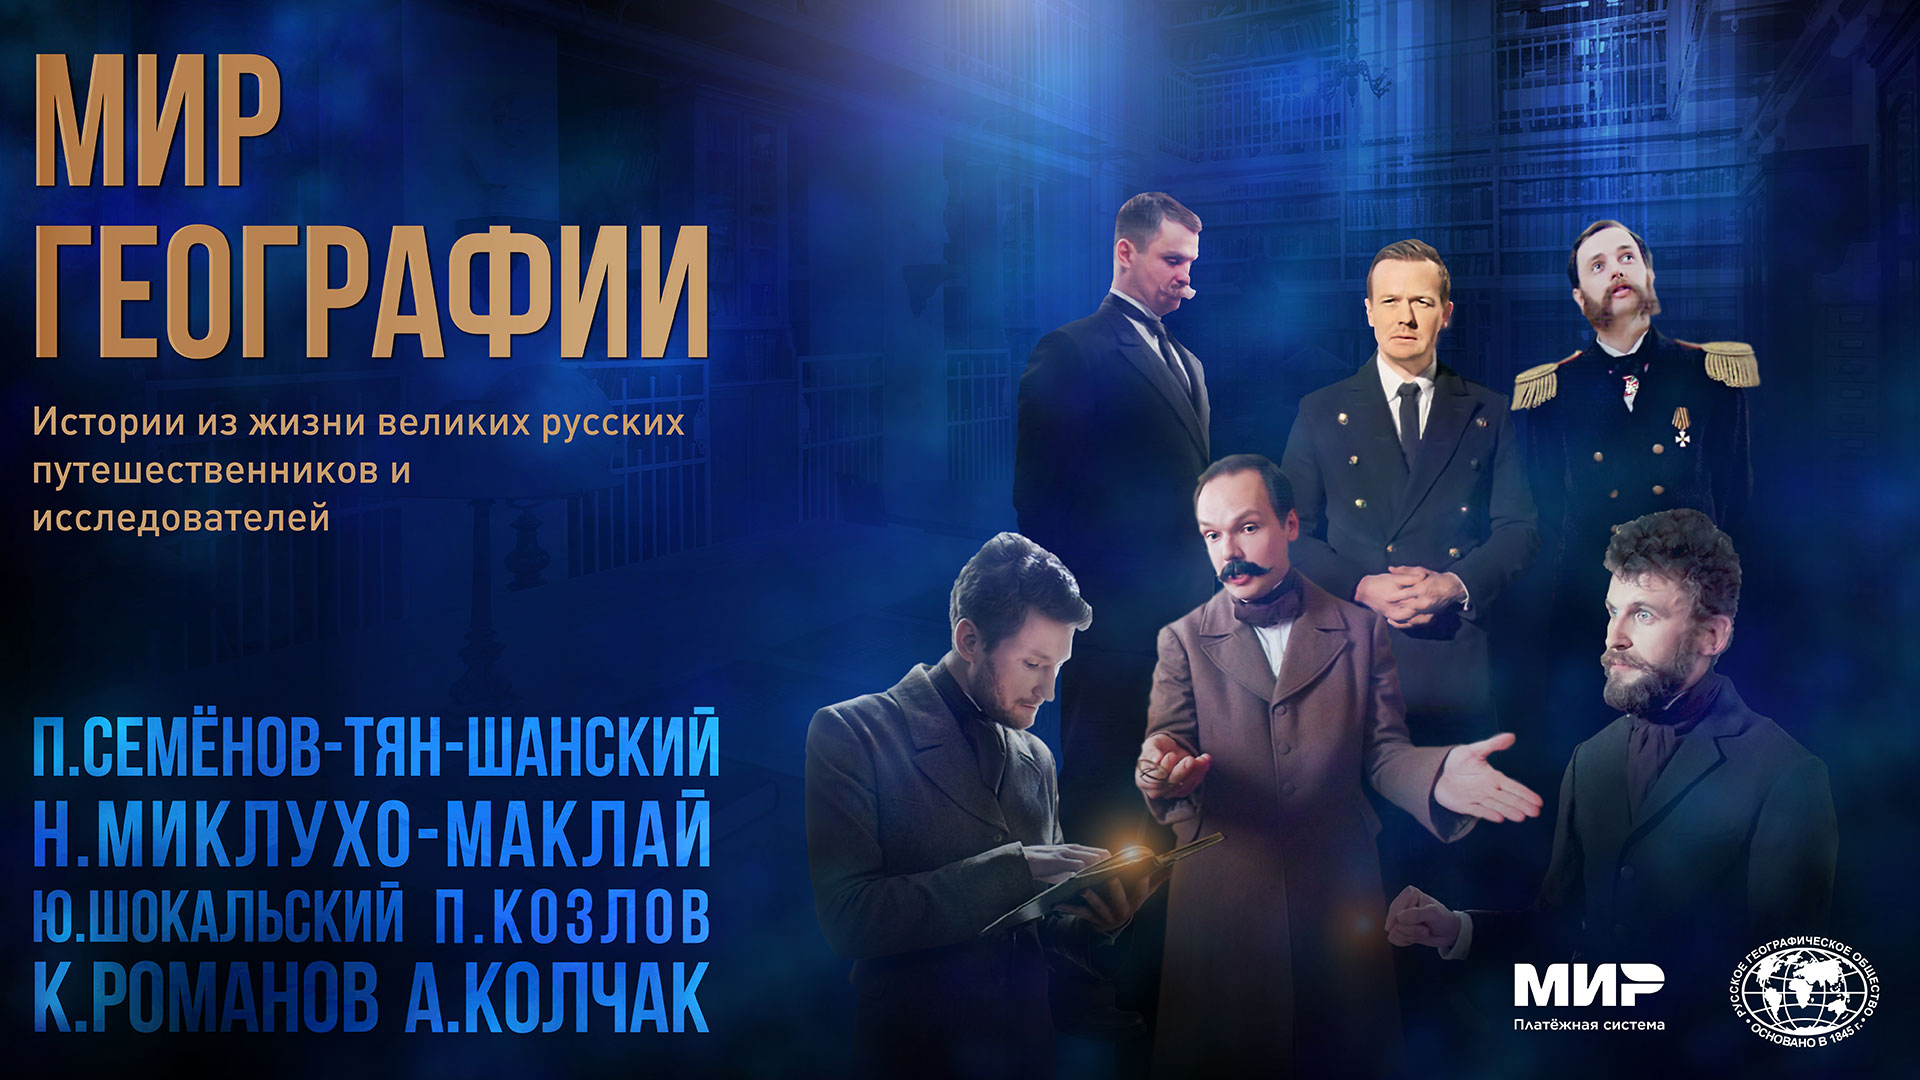 МИР
ГЕОГРАФИИ
Истории из жизни великих русских
путешественников и
исследователей
П.СЕМЁНОВ-ТЯН-ШАНСКИЙ
Н.МИКЛУХО-МАКЛАЙ
Ю.ШОКАЛЬСКИЙ П.КОЗЛОВ
К.РОМАНОВ А.КОЛЧАК
МИР
Платёжная система
РУССКОЕ ГЕОГРАФИЧЕСКОЕ ОБЩЕСТВО
• ОСНОВАНО В 1845 г. •